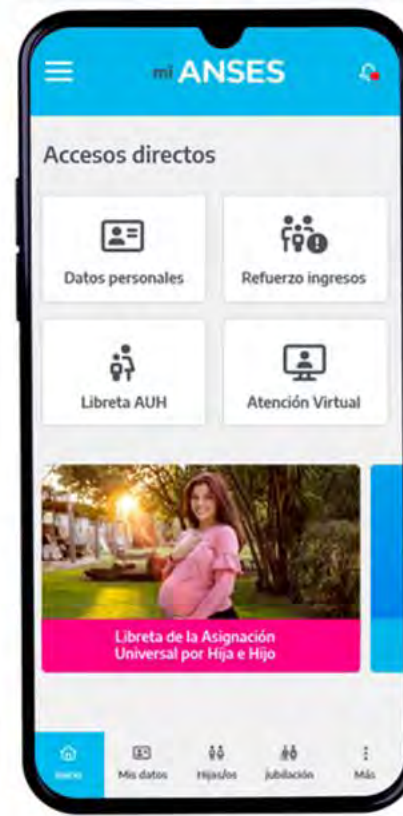 mi ANSES
Accesos directos
Datos personales
Refuerzo ingresos
Libreta AUH
Atención Virtual
Libreta de la Asignación
Universal por Hija e Hijo
Inicio
Mis datos
Hijas/os
Jubilación
Más